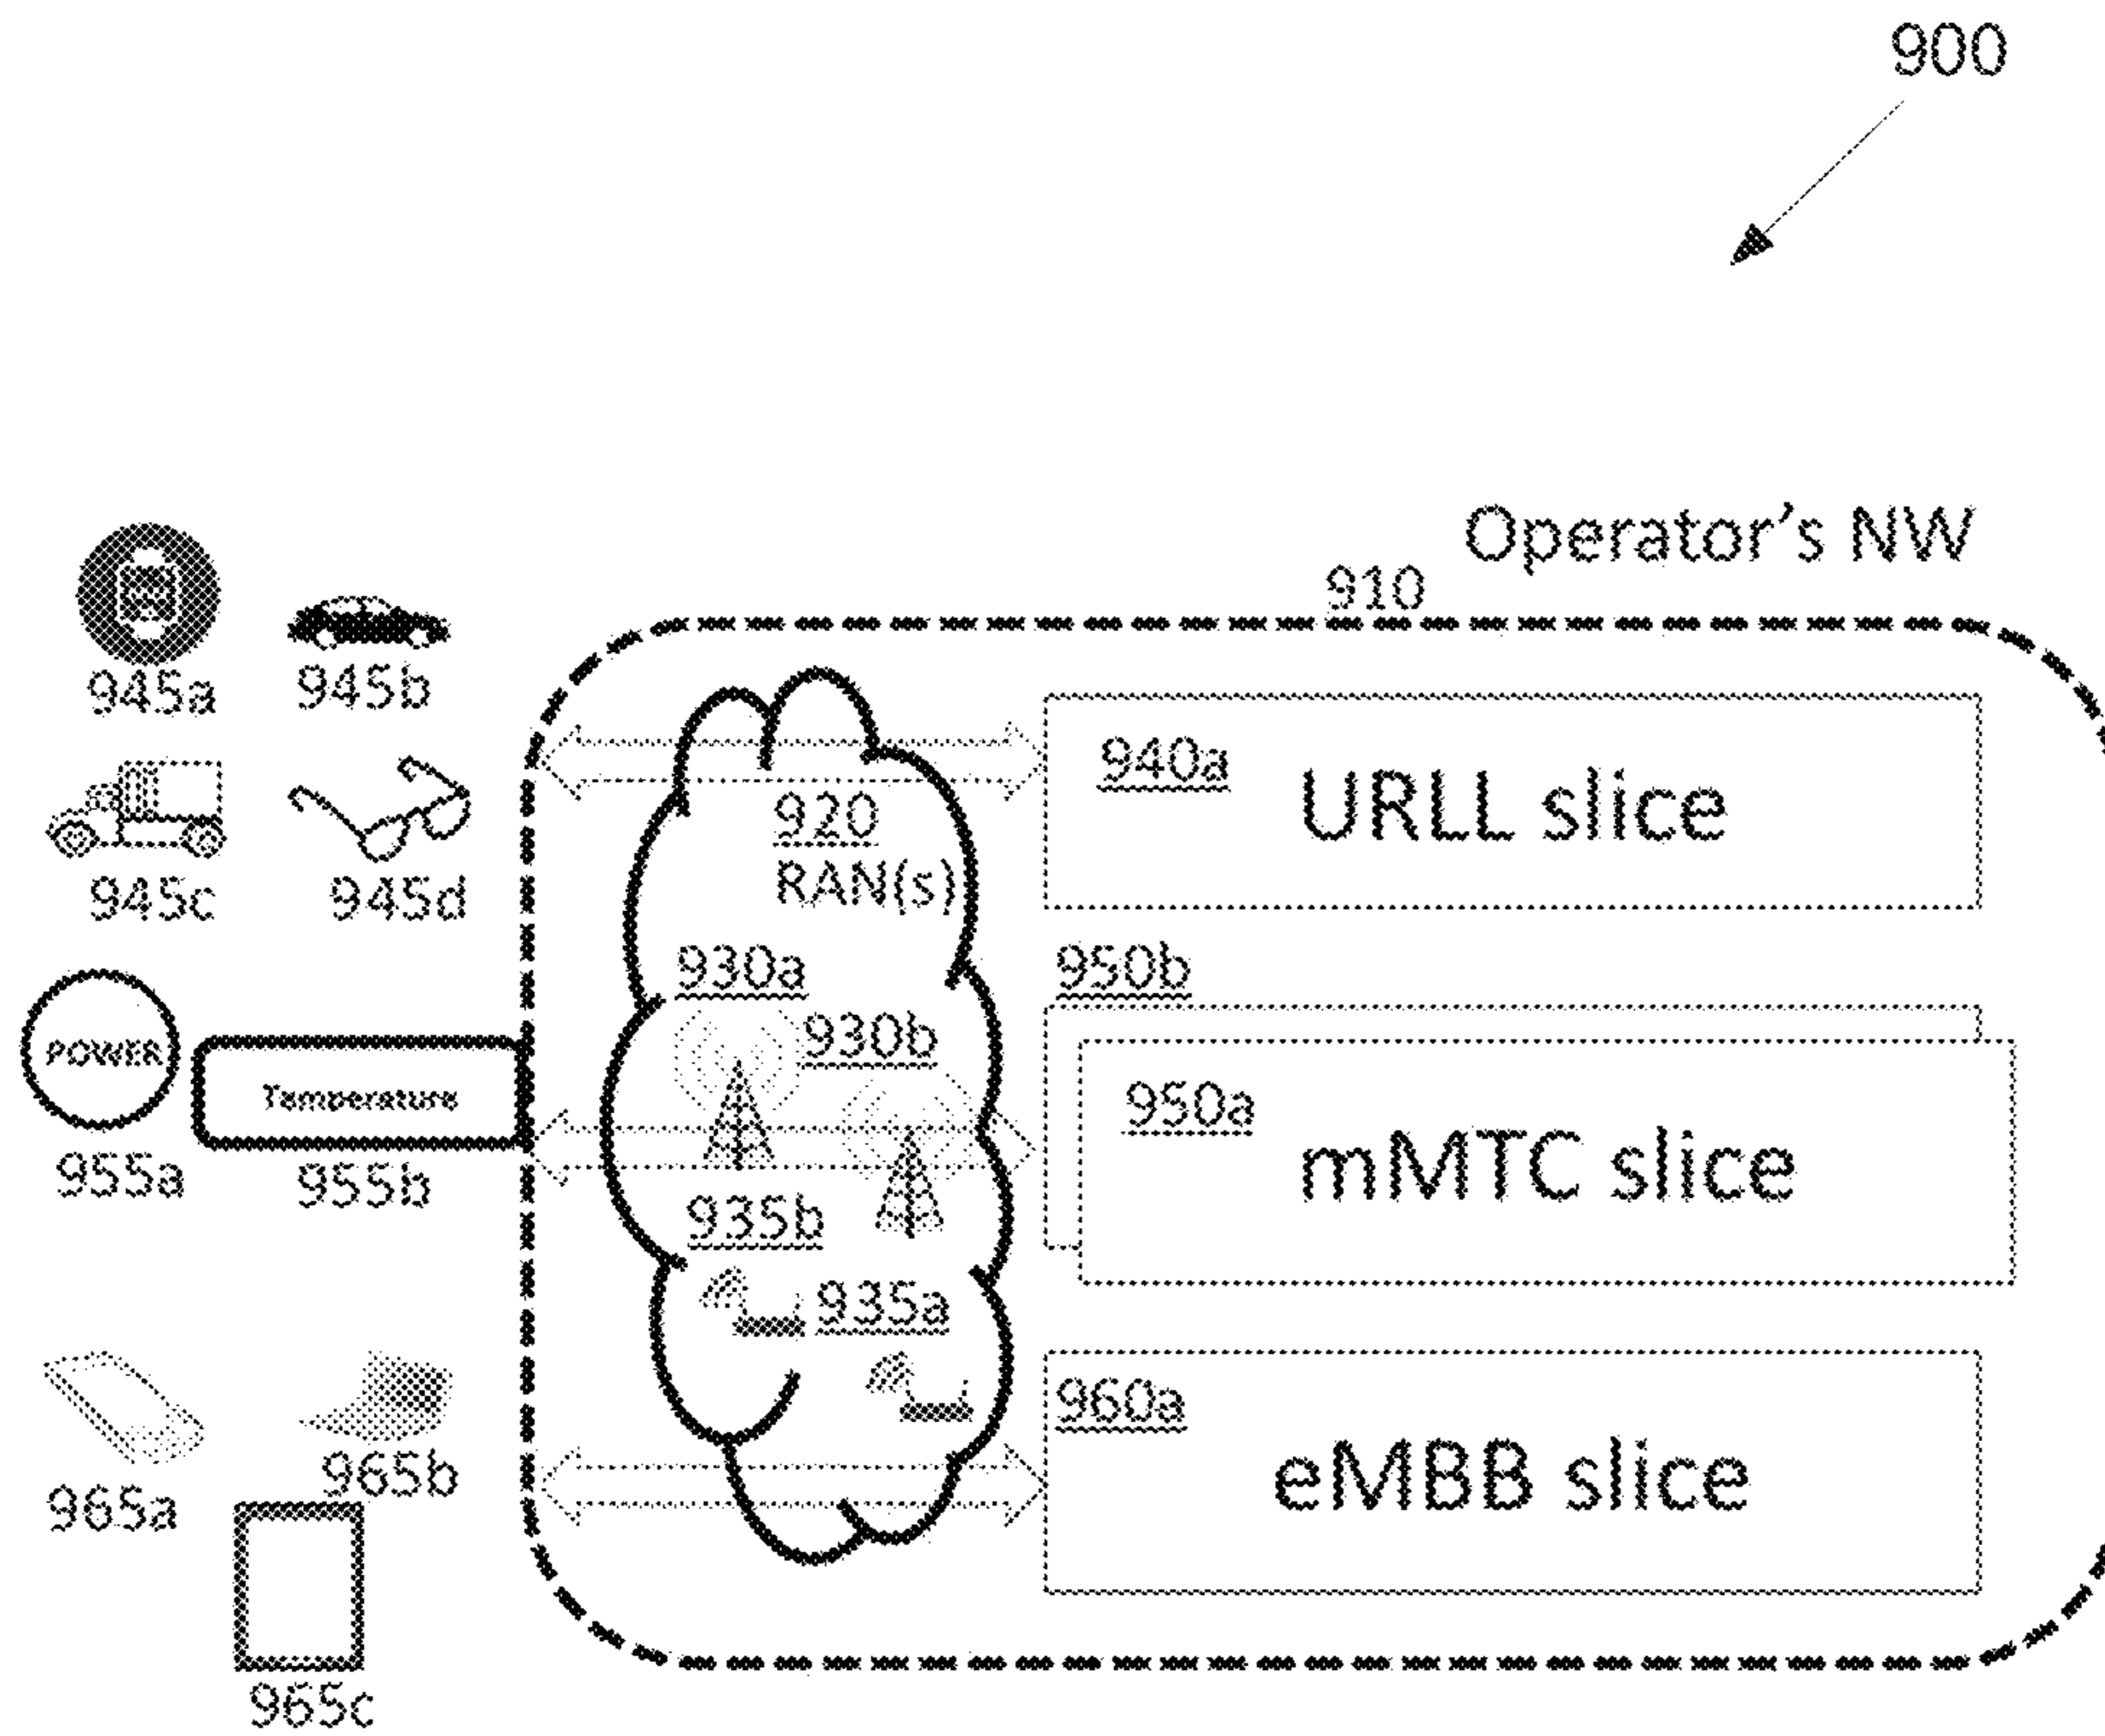 900
Operator's NW
910
945a
945b
940a
URLL slice
920
RAN(s)
945c
945d
930a
950b
930b
POWER
Temperature
950a
mMTC slice
955a
955b
935b
935a
960a
eMBB slice
965b
965a
965c